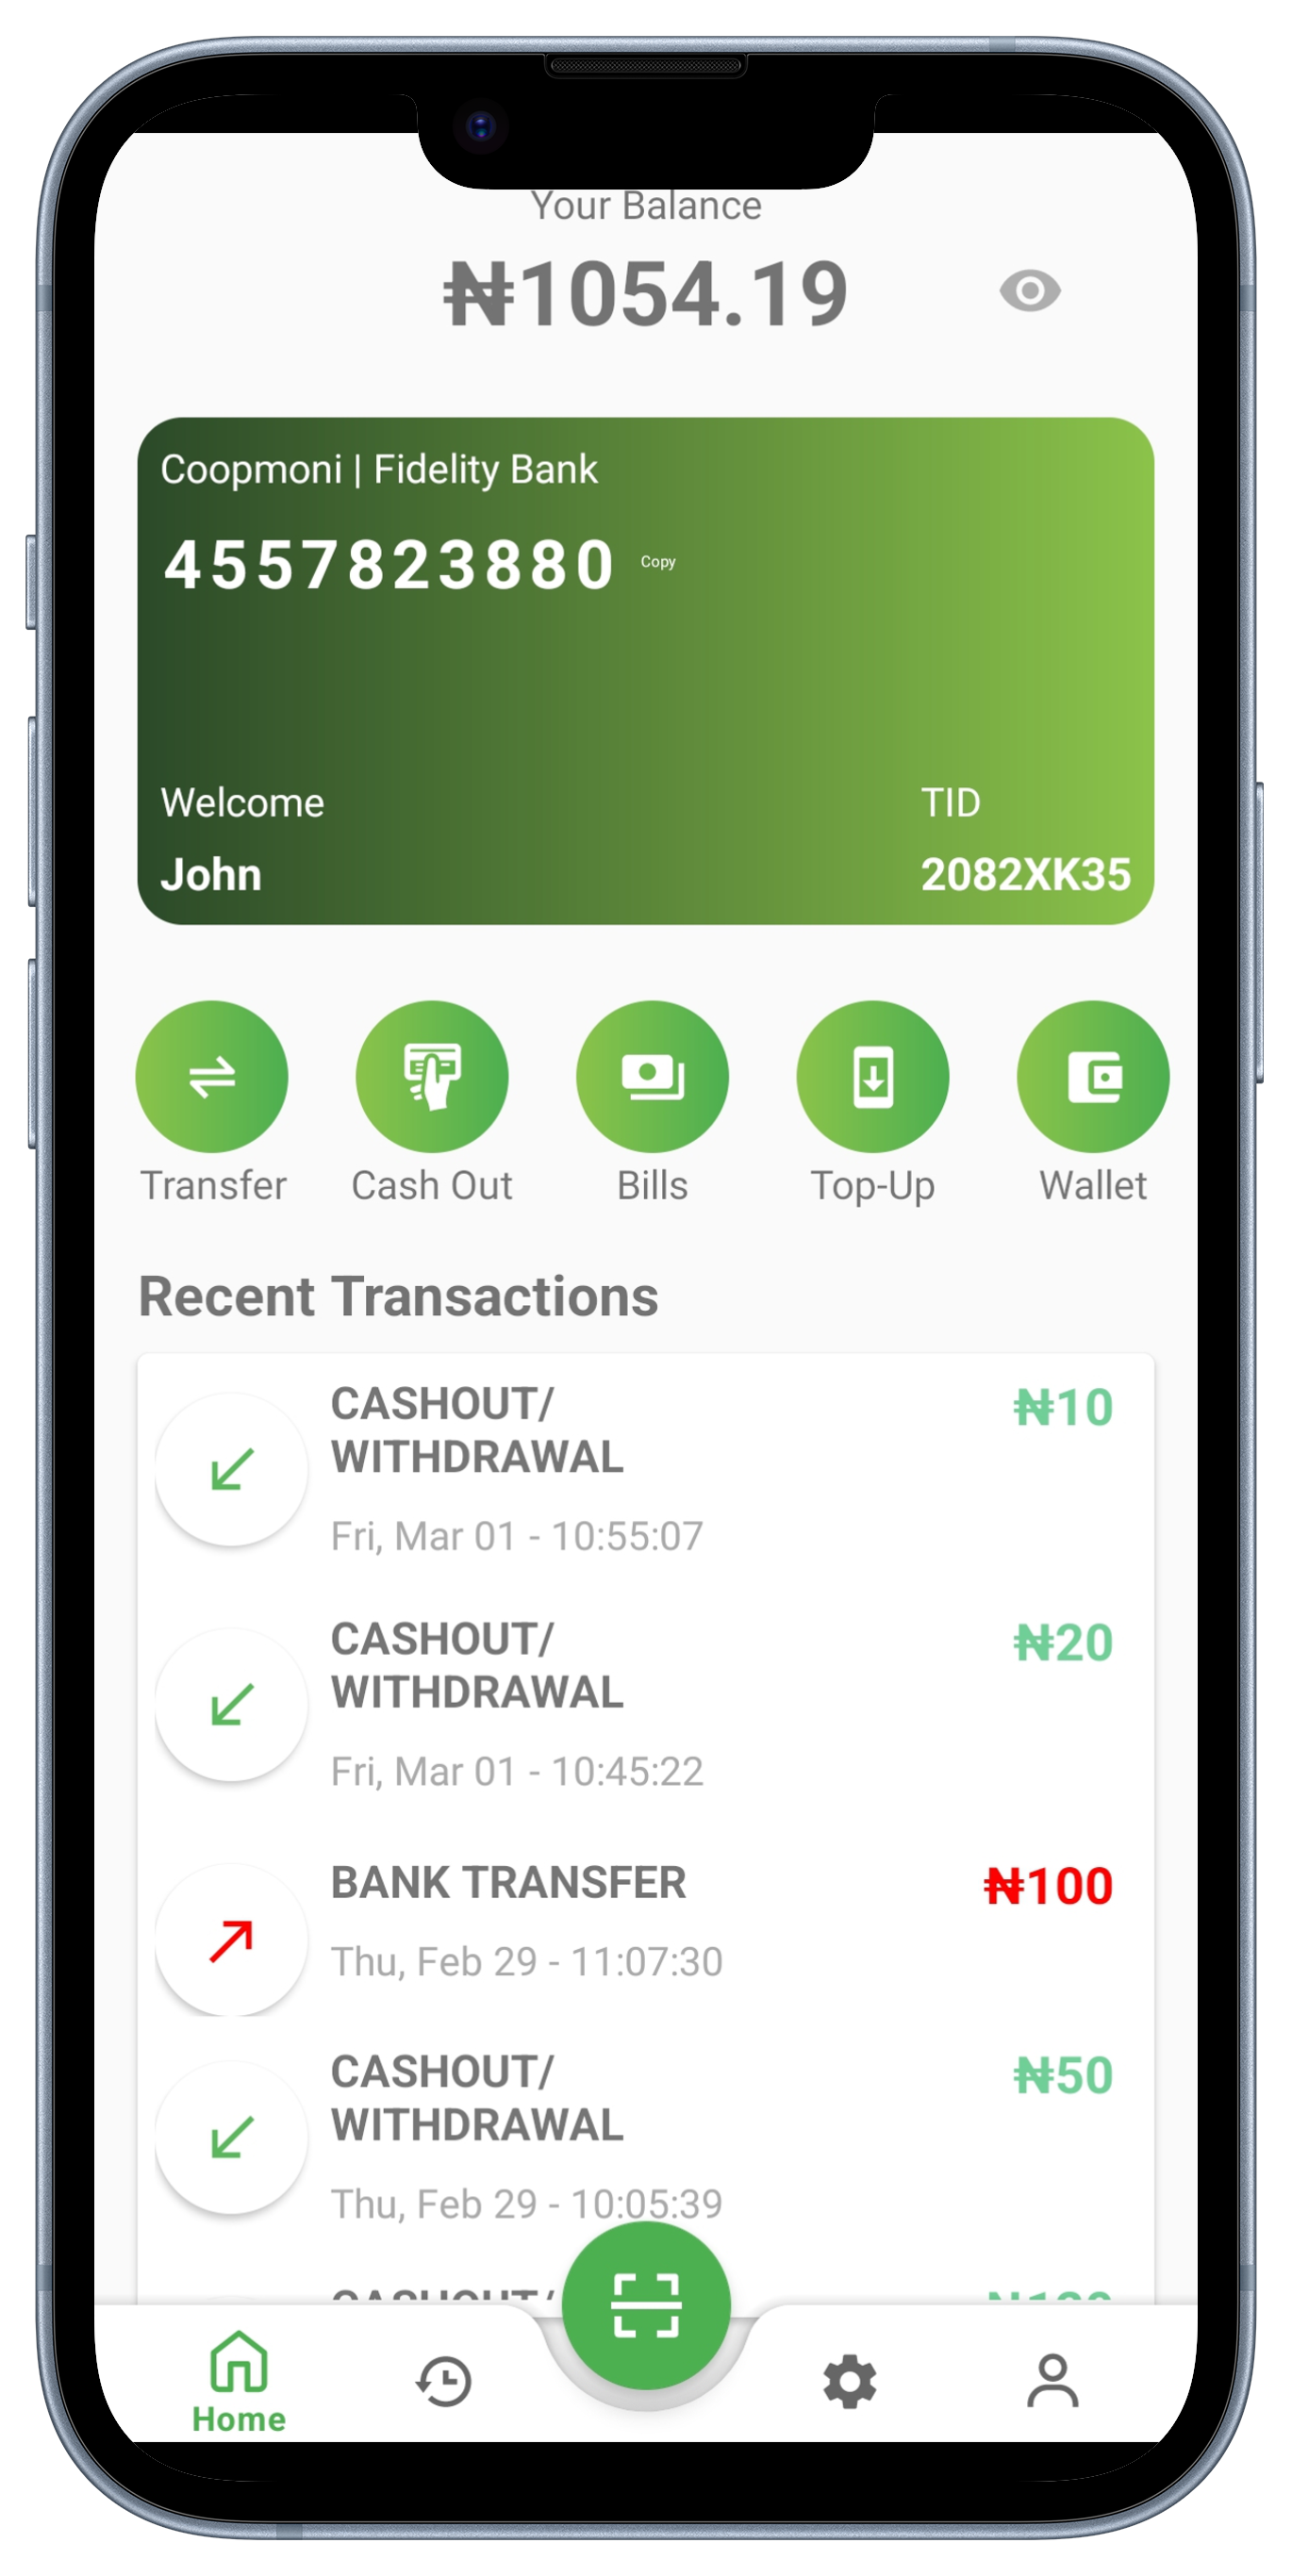 Your Balance
₦1054.19
Coopmoni | Fidelity Bank
4557823880 Copy
Welcome
TID
John
2082XK35
Transfer
Cash Out
Bills
Top-Up
Wallet
Recent Transactions
CASHOUT/
WITHDRAWAL
₦10
Fri, Mar 01 - 10:55:07
CASHOUT/
WITHDRAWAL
₦20
Fri, Mar 01 - 10:45:22
BANK TRANSFER
₦100
Thu, Feb 29 - 11:07:30
CASHOUT/
WITHDRAWAL
₦50
Thu, Feb 29 - 10:05:39
CASHOUT/
Home